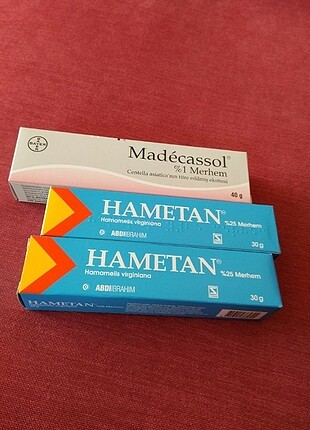 BAYER
Madécassol®
%1 Merhem
Centella asiatica'nın titre edilmiş ekstresi
40 g
HAMETAN®
%25 Merhem
Hamamelis virginiana
ABDİİBRAHİM
30 g
HAMETAN®
%25 Merhem
Hamamelis virginiana
ABDİİBRAHİM
30 g
HAMETAN